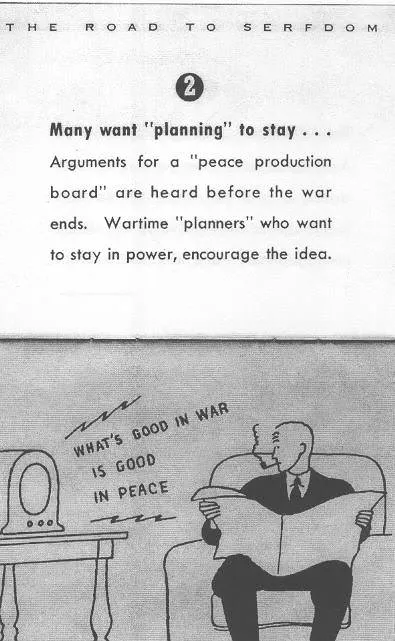 THE ROAD TO SERFDOM
2
Many want "planning" to stay . . .
Arguments for a "peace production
board" are heard before the war
ends. Wartime "planners" who want
to stay in power, encourage the idea.
WHAT'S GOOD IN WAR
IS GOOD
IN PEACE